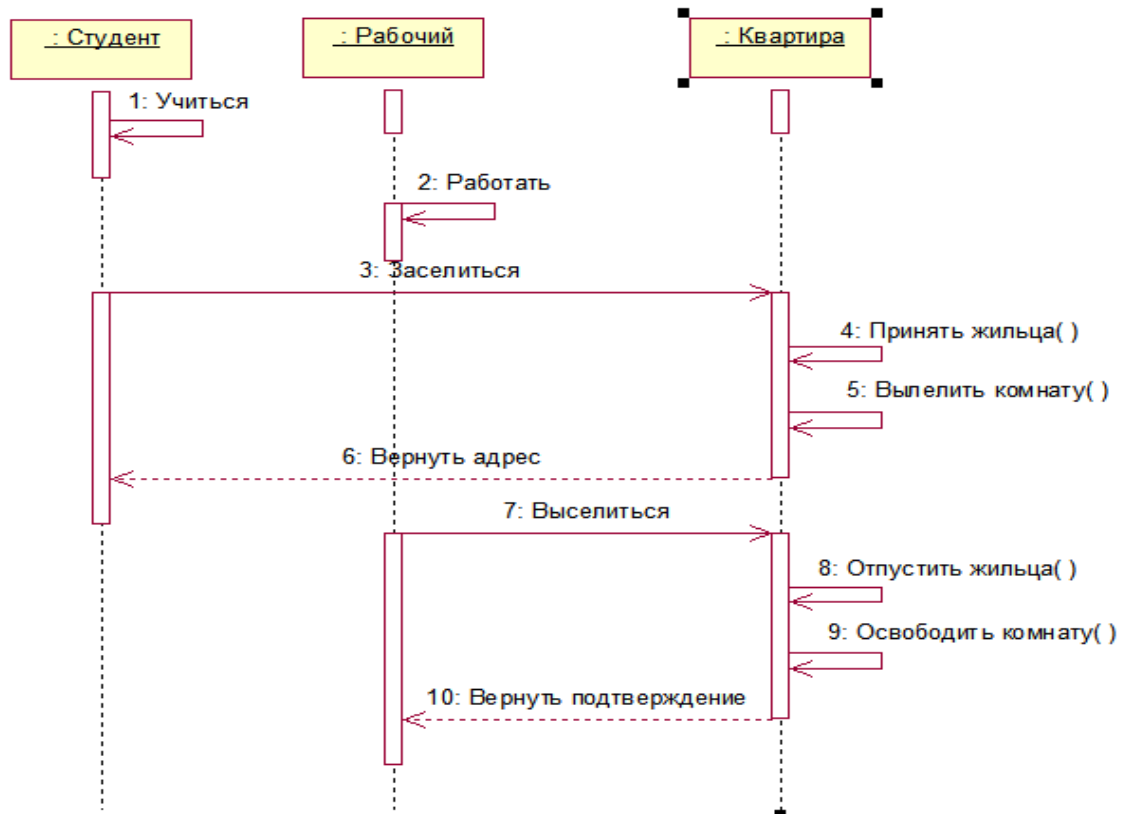 _: Студент
_: Рабочий
_: Квартира
1: Учиться
2: Работать
3: Заселиться
4: Принять жильца( )
5: Вылелить комнату( )
6: Вернуть адрес
7: Выселиться
8: Отпустить жильца( )
9: Освободить комнату( )
10: Вернуть подтверждение